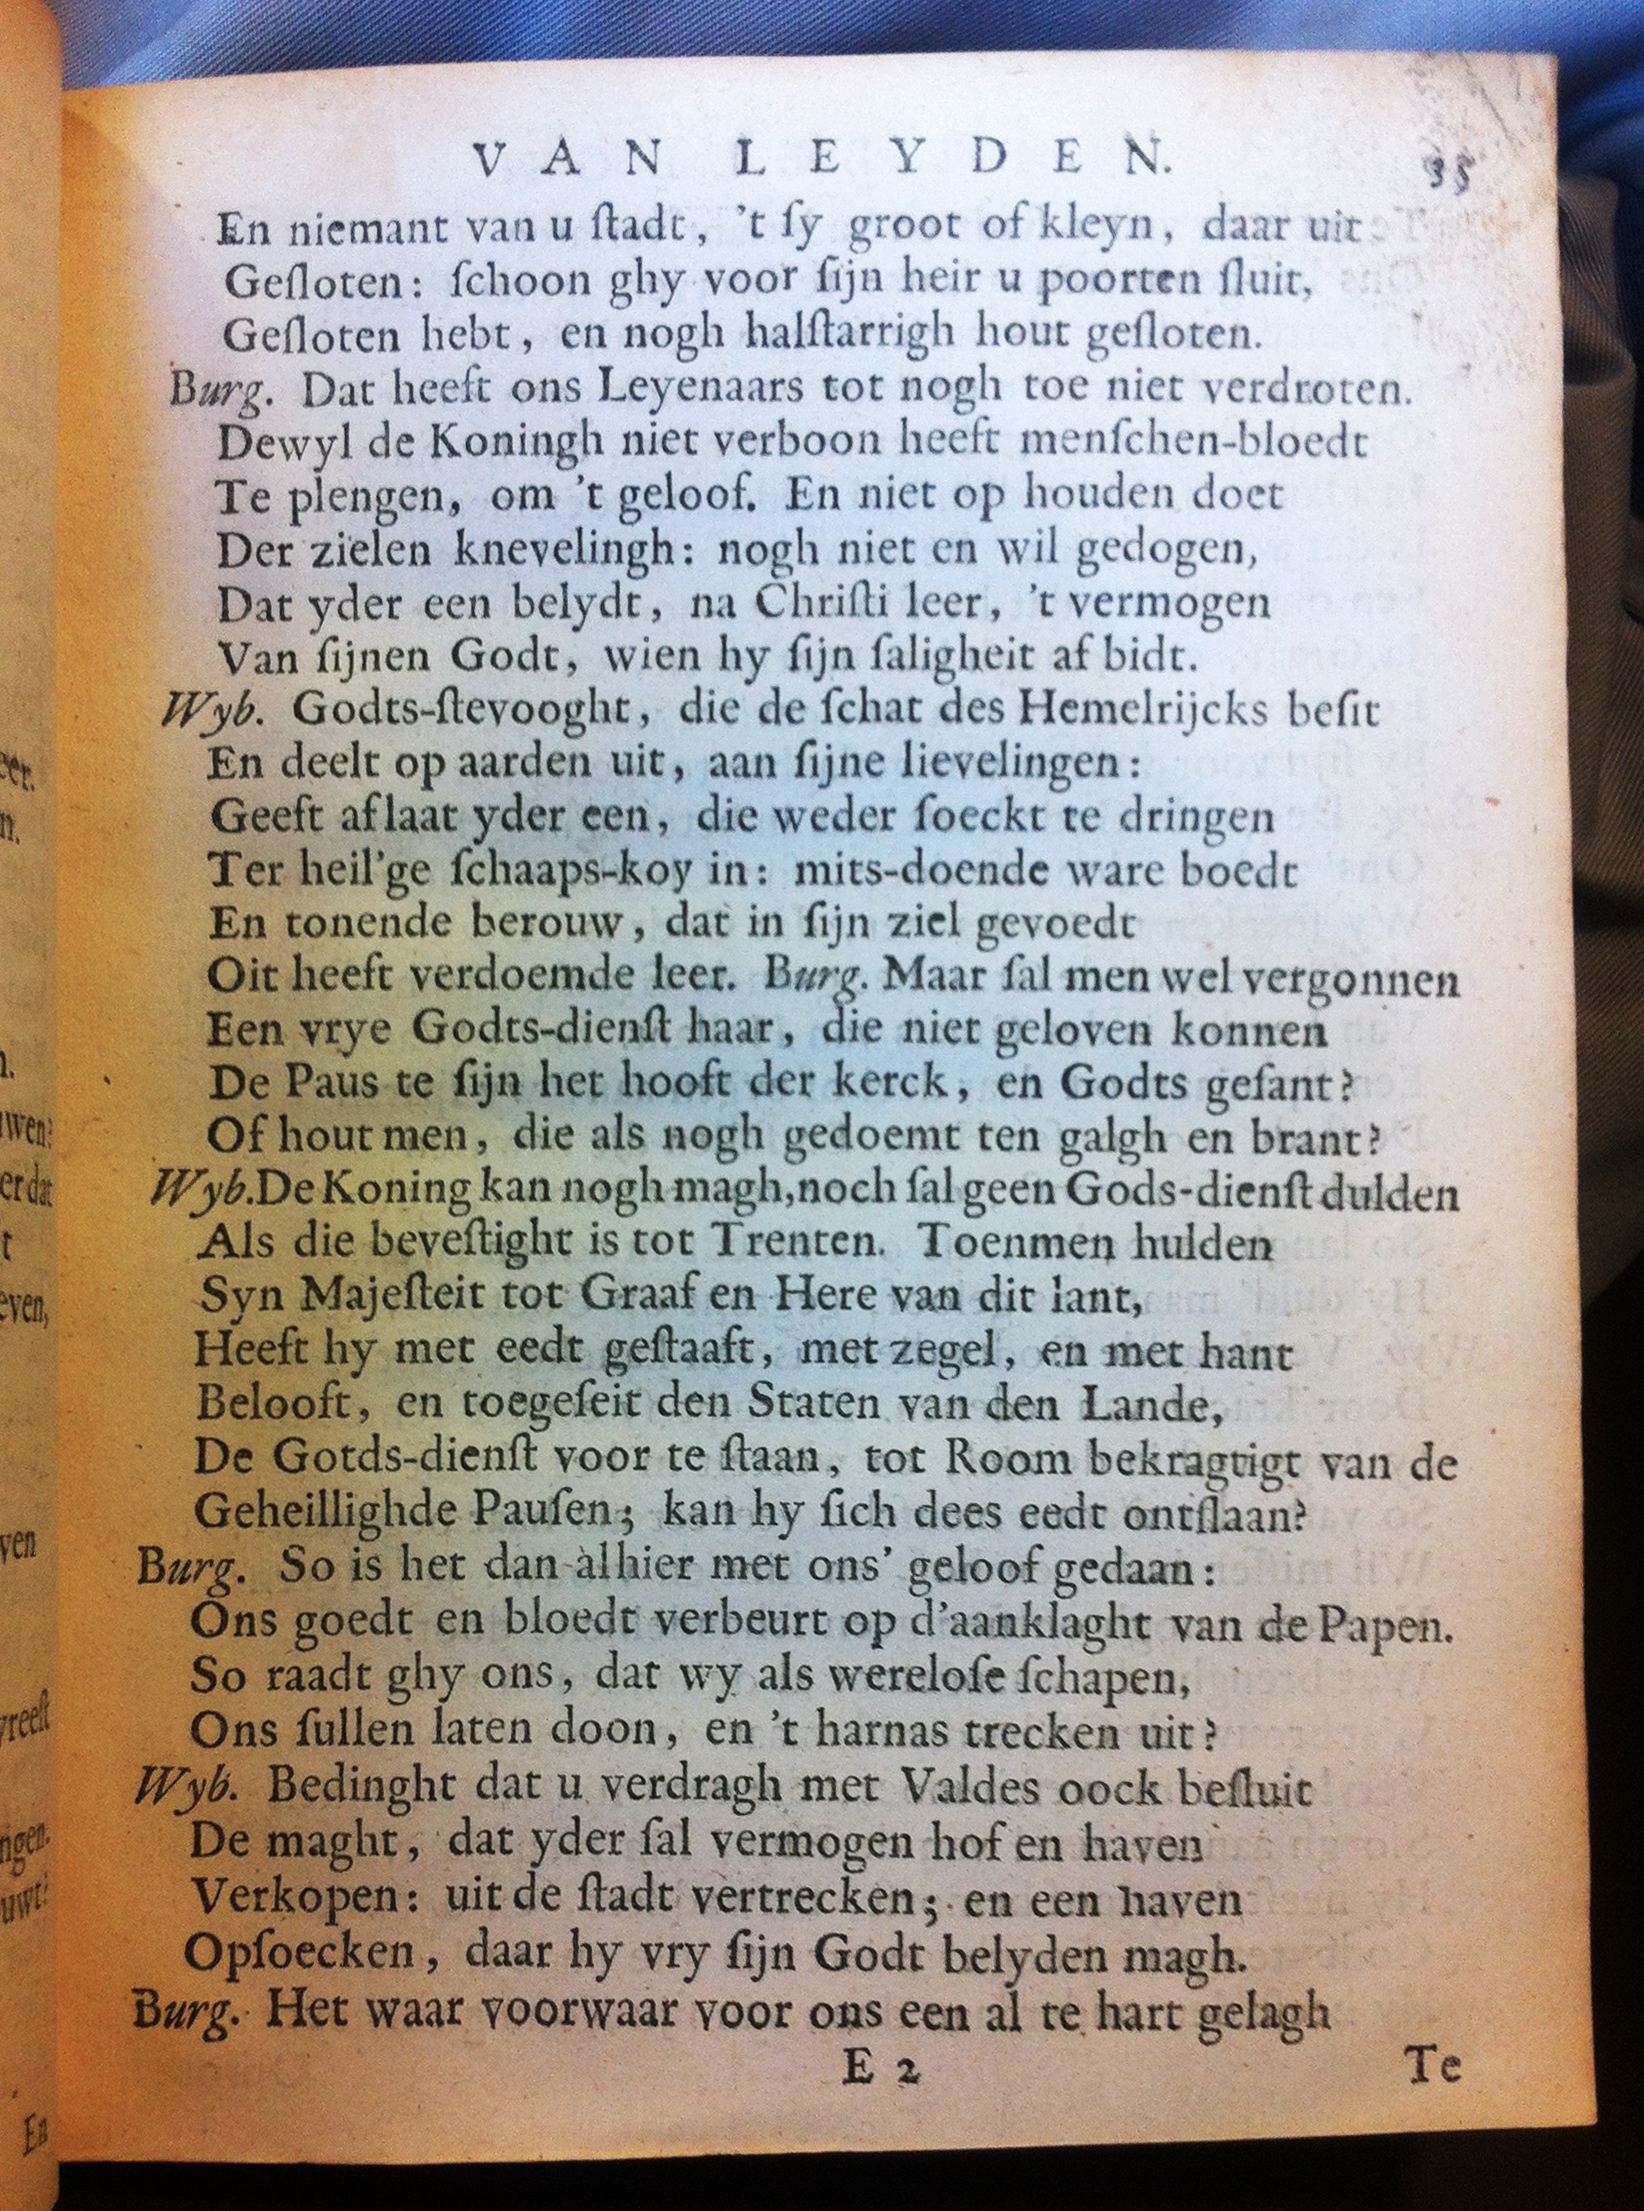 VAN LEYDEN. 35
En niemant van u ſtadt, 't ſy groot of kleyn, daar uit
Geſloten: ſchoon ghy voor ſijn heir u poorten ſluit,
Geſloten hebt, en nogh halſtarrigh hout geſloten.
Burg. Dat heeft ons Leyenaars tot nogh toe niet verdroten.
Dewyl de Koningh niet verboon heeft menſchen-bloedt
Te plengen, om 't geloof. En niet op houden doet
Der zielen knevelingh: nogh niet en wil gedogen,
Dat yder een belydt, na Chriſti leer, 't vermogen
Van ſijnen Godt, wien hy ſijn ſaligheit af bidt.
Wyb. Godts-ſtevooght, die de ſchat des Hemelrijcks beſit
En deelt op aarden uit, aan ſijne lievelingen:
Geeft aflaat yder een, die weder ſoeckt te dringen
Ter heil'ge ſchaaps-koy in: mits-doende ware boedt
En tonende berouw, dat in ſijn ziel gevoedt
Oit heeft verdoemde leer. Burg. Maar ſal men wel vergonnen
Een vrye Godts-dienſt haar, die niet geloven konnen
De Paus te ſijn het hooft der kerck, en Godts geſant?
Of hout men, die als nogh gedoemt ten galgh en brant?
Wyb. De Koning kan nogh magh, noch ſal geen Gods-dienſt dulden
Als die beveſtight is tot Trenten. Toenmen hulden
Syn Majeſteit tot Graaf en Here van dit lant,
Heeft hy met eedt geſtaaft, met zegel, en met hant
Belooft, en toegeſeit den Staten van den Lande,
De Gotds-dienſt voor te ſtaan, tot Room bekragtigt van de
Geheillighde Pauſen; kan hy ſich dees eedt ontſlaan?
Burg. So is het dan alhier met ons' geloof gedaan:
Ons goedt en bloedt verbeurt op d'aanklaght van de Papen.
So raadt ghy ons, dat wy als wereloſe ſchapen,
Ons ſullen laten doon, en 't harnas trecken uit?
Wyb. Bedinght dat u verdragh met Valdes oock beſluit
De maght, dat yder ſal vermogen hof en haven
Verkopen: uit de ſtadt vertrecken; en een haven
Opſoecken, daar hy vry ſijn Godt belyden magh.
Burg. Het waar voorwaar voor ons een al te hart gelagh
E 2 Te